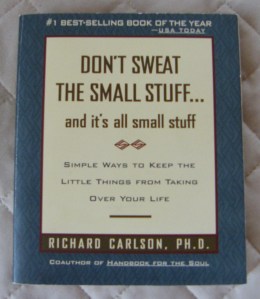 #1 BEST-SELLING BOOK OF THE YEAR
—USA TODAY
DON'T SWEAT
THE SMALL STUFF...
and it's all small stuff
SIMPLE WAYS TO KEEP THE
LITTLE THINGS FROM TAKING
OVER YOUR LIFE
RICHARD CARLSON, PH.D.
COAUTHOR OF HANDBOOK FOR THE SOUL